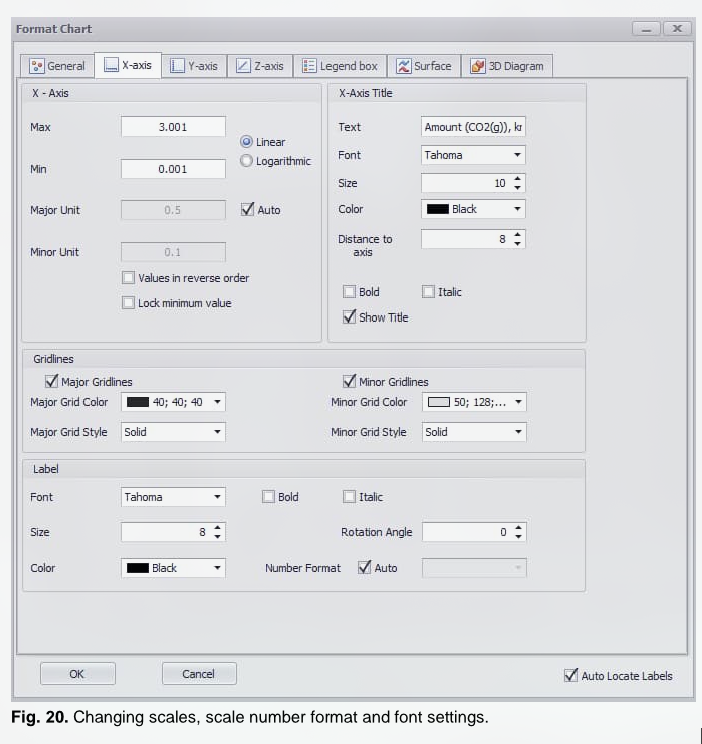 Format Chart
General X-axis Y-axis Z-axis Legend box Surface 3D Diagram
X - Axis
Max 3.001
Linear
Logarithmic
Min 0.001
Major Unit 0.5 Auto
Minor Unit 0.1
Values in reverse order
Lock minimum value
X-Axis Title
Text Amount (CO2(g)), kr
Font Tahoma
Size 10
Color Black
Distance to
axis
8
Bold Italic
Show Title
Gridlines
Major Gridlines Minor Gridlines
Major Grid Color 40; 40; 40 Minor Grid Color 50; 128;...
Major Grid Style Solid Minor Grid Style Solid
Label
Font Tahoma Bold Italic
Size 8 Rotation Angle 0
Color Black Number Format Auto
OK Cancel Auto Locate Labels
Fig. 20. Changing scales, scale number format and font settings.